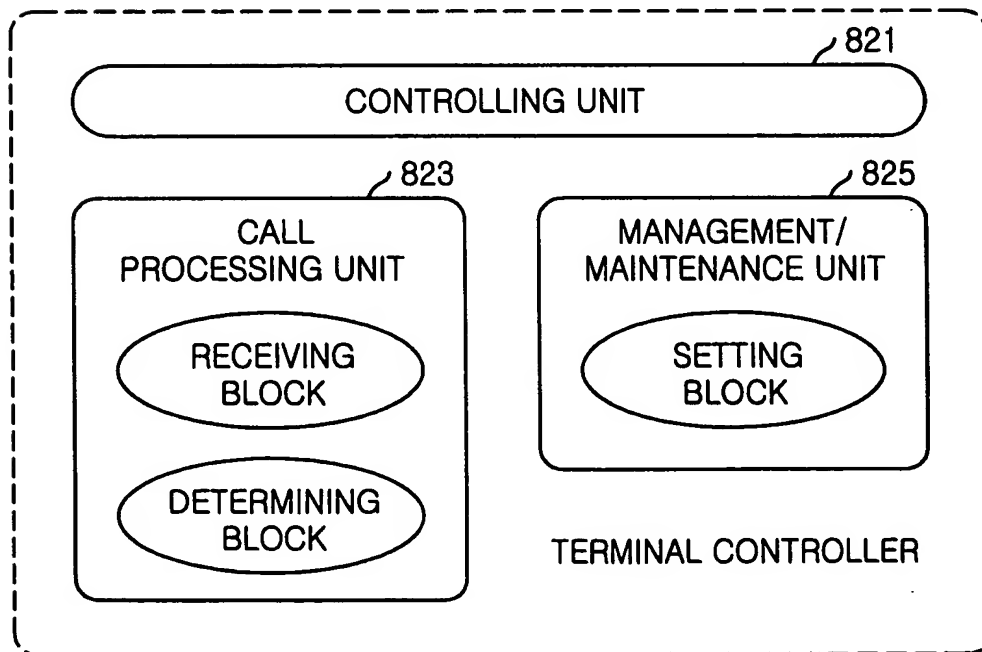 821
CONTROLLING UNIT
823
CALL
PROCESSING UNIT
RECEIVING
BLOCK
DETERMINING
BLOCK
825
MANAGEMENT/
MAINTENANCE UNIT
SETTING
BLOCK
TERMINAL CONTROLLER